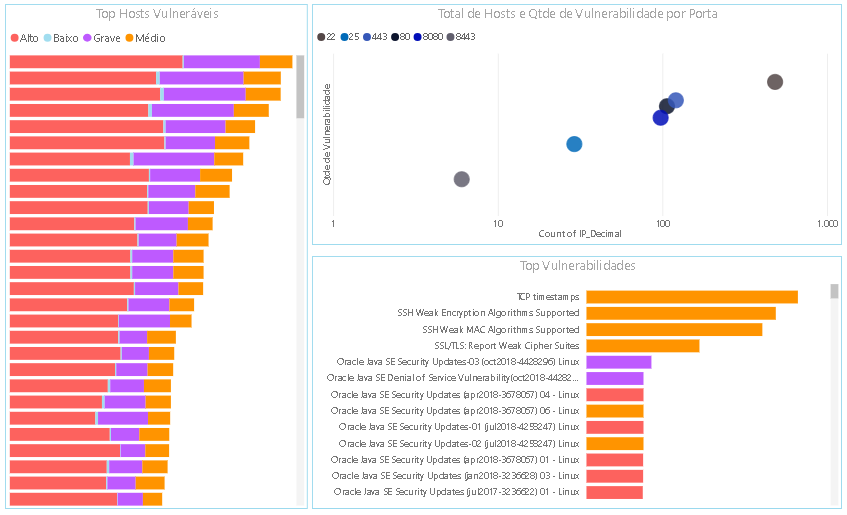 Top Hosts Vulneráveis
Alto Baixo Grave Médio
Total de Hosts e Qtde de Vulnerabilidade por Porta
22 25 443 80 8080 8443
Qtde de Vulnerabilidade
1 10 100 1.000
Count of IP_Decimal
Top Vulnerabilidades
TCP timestamps
SSH Weak Encryption Algorithms Supported
SSH Weak MAC Algorithms Supported
SSL/TLS: Report Weak Cipher Suites
Oracle Java SE Security Updates-03 (oct2018-4428296) Linux
Oracle Java SE Denial of Service Vulnerability(oct2018-44282...
Oracle Java SE Security Updates (apr2018-3678067) 04 - Linux
Oracle Java SE Security Updates (apr2018-3678067) 06 - Linux
Oracle Java SE Security Updates-01 (jul2018-4258247) Linux
Oracle Java SE Security Updates-02 (jul2018-4258247) Linux
Oracle Java SE Security Updates (apr2018-3678067) 01 - Linux
Oracle Java SE Security Updates (jan2018-3236628) 03 - Linux
Oracle Java SE Security Updates (jul2017-3236622) 01 - Linux